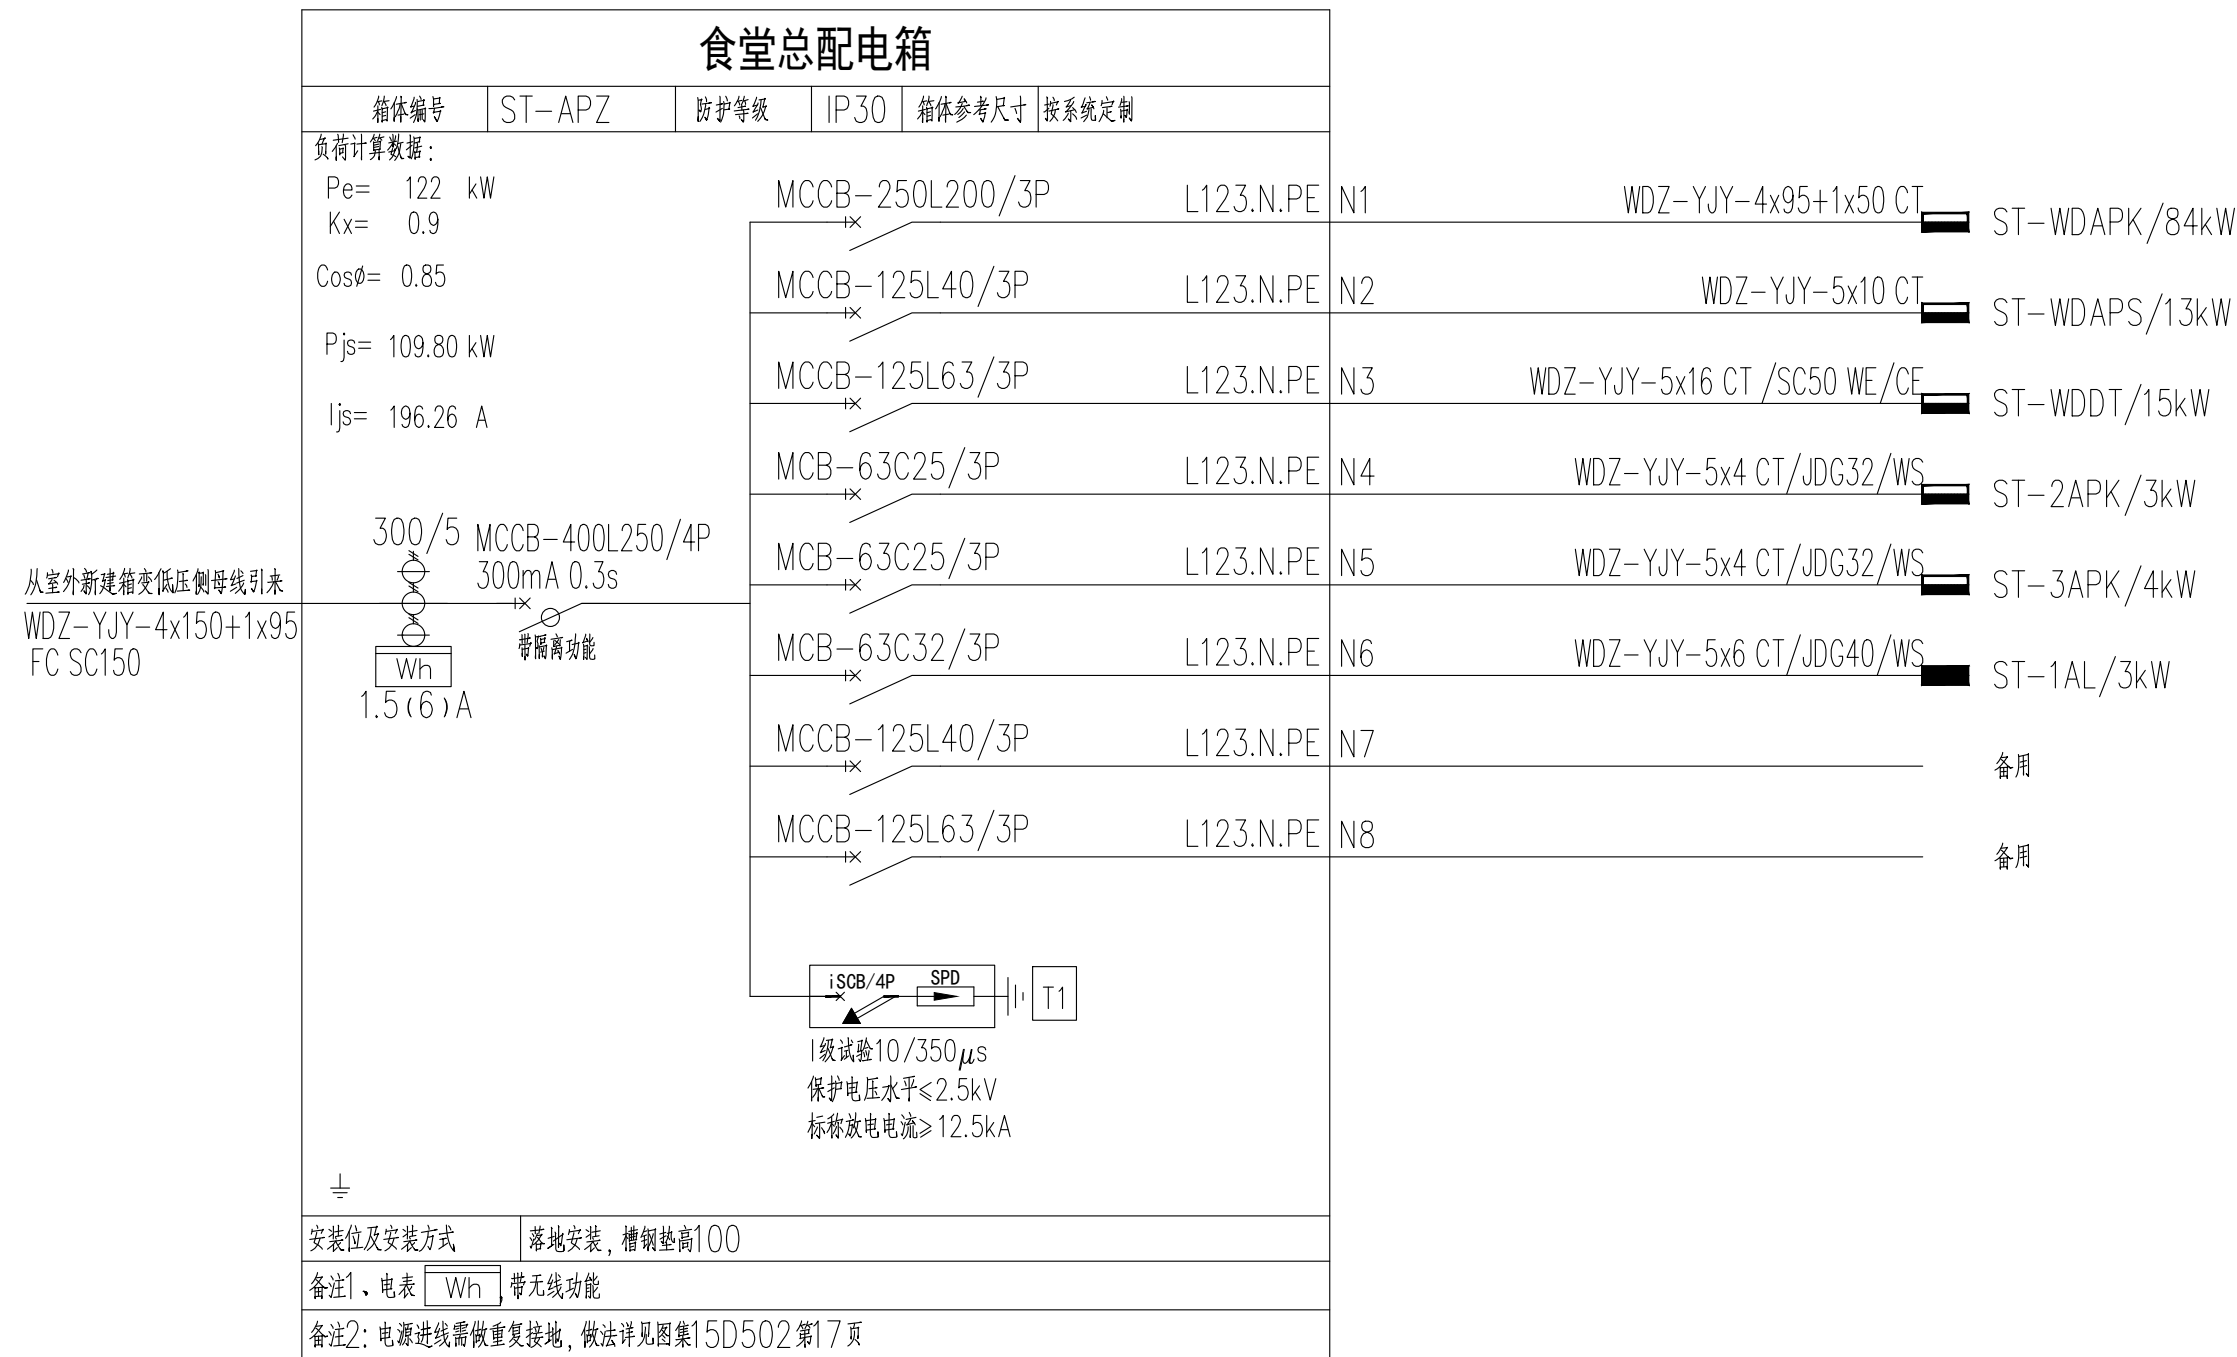 食堂总配电箱
箱体编号 ST-APZ 防护等级 IP30 箱体参考尺寸 按系统定制
负荷计算数据:
Pe= 122 kW
Kx= 0.9
Cosø= 0.85
Pjs= 109.80 kW
Ijs= 196.26 A
从室外新建箱变低压侧母线引来
WDZ-YJY-4x150+1x95
FC SC150
300/5
Wh
1.5(6)A
MCCB-400L250/4P
300mA 0.3s
带隔离功能
MCCB-250L200/3P L123.N.PE N1 WDZ-YJY-4x95+1x50 CT ST-WDAPK/84kW
MCCB-125L40/3P L123.N.PE N2 WDZ-YJY-5x10 CT ST-WDAPS/13kW
MCCB-125L63/3P L123.N.PE N3 WDZ-YJY-5x16 CT /SC50 WE/CE ST-WDDT/15kW
MCB-63C25/3P L123.N.PE N4 WDZ-YJY-5x4 CT/JDG32/WS ST-2APK/3kW
MCB-63C25/3P L123.N.PE N5 WDZ-YJY-5x4 CT/JDG32/WS ST-3APK/4kW
MCB-63C32/3P L123.N.PE N6 WDZ-YJY-5x6 CT/JDG40/WS ST-1AL/3kW
MCCB-125L40/3P L123.N.PE N7 备用
MCCB-125L63/3P L123.N.PE N8 备用
iSCB/4P SPD T1
I级试验10/350μs
保护电压水平≤2.5kV
标称放电电流≥12.5kA
安装位及安装方式 落地安装,槽钢垫高100
备注1、电表 Wh ,带无线功能
备注2:电源进线需做重复接地,做法详见图集15D502第17页